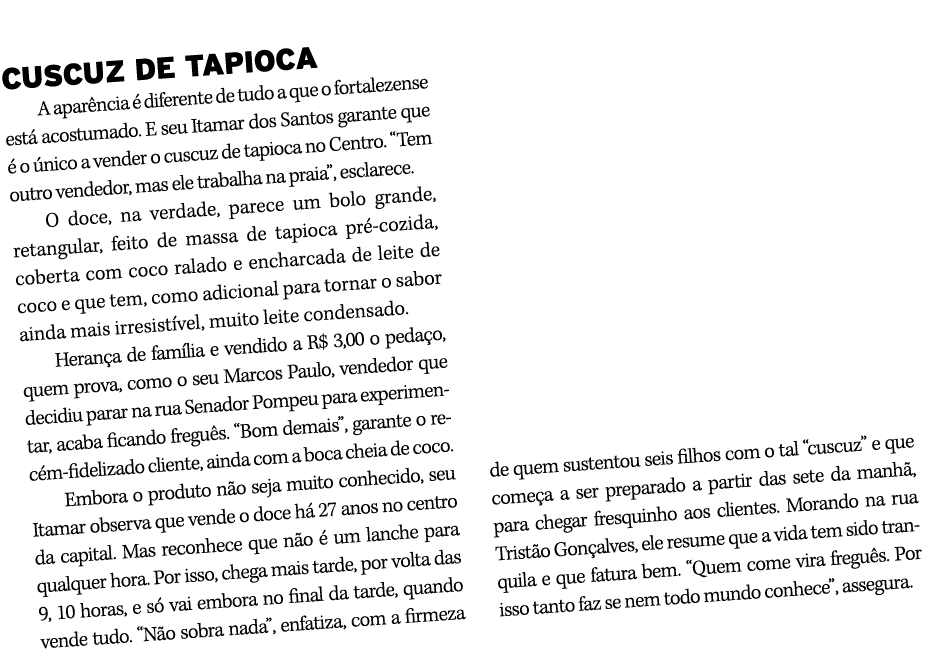 CUSCUZ DE TAPIOCA
A aparência é diferente de tudo a que o fortalezense
está acostumado. E seu Itamar dos Santos garante que
é o único a vender o cuscuz de tapioca no Centro. “Tem
outro vendedor, mas ele trabalha na praia”, esclarece.
O doce, na verdade, parece um bolo grande,
retangular, feito de massa de tapioca pré-cozida,
coberta com coco ralado e encharcada de leite de
coco e que tem, como adicional para tornar o sabor
ainda mais irresistível, muito leite condensado.
Herança de família e vendido a R$ 3,00 o pedaço,
quem prova, como o seu Marcos Paulo, vendedor que
decidiu parar na rua Senador Pompeu para experimen-
tar, acaba ficando freguês. “Bom demais”, garante o re-
cém-fidelizado cliente, ainda com a boca cheia de coco.
Embora o produto não seja muito conhecido, seu
Itamar observa que vende o doce há 27 anos no centro
da capital. Mas reconhece que não é um lanche para
qualquer hora. Por isso, chega mais tarde, por volta das
9, 10 horas, e só vai embora no final da tarde, quando
vende tudo. “Não sobra nada”, enfatiza, com a firmeza
de quem sustentou seis filhos com o tal “cuscuz” e que
começa a ser preparado a partir das sete da manhã,
para chegar fresquinho aos clientes. Morando na rua
Tristão Gonçalves, ele resume que a vida tem sido tran-
quila e que fatura bem. “Quem come vira freguês. Por
isso tanto faz se nem todo mundo conhece”, assegura.